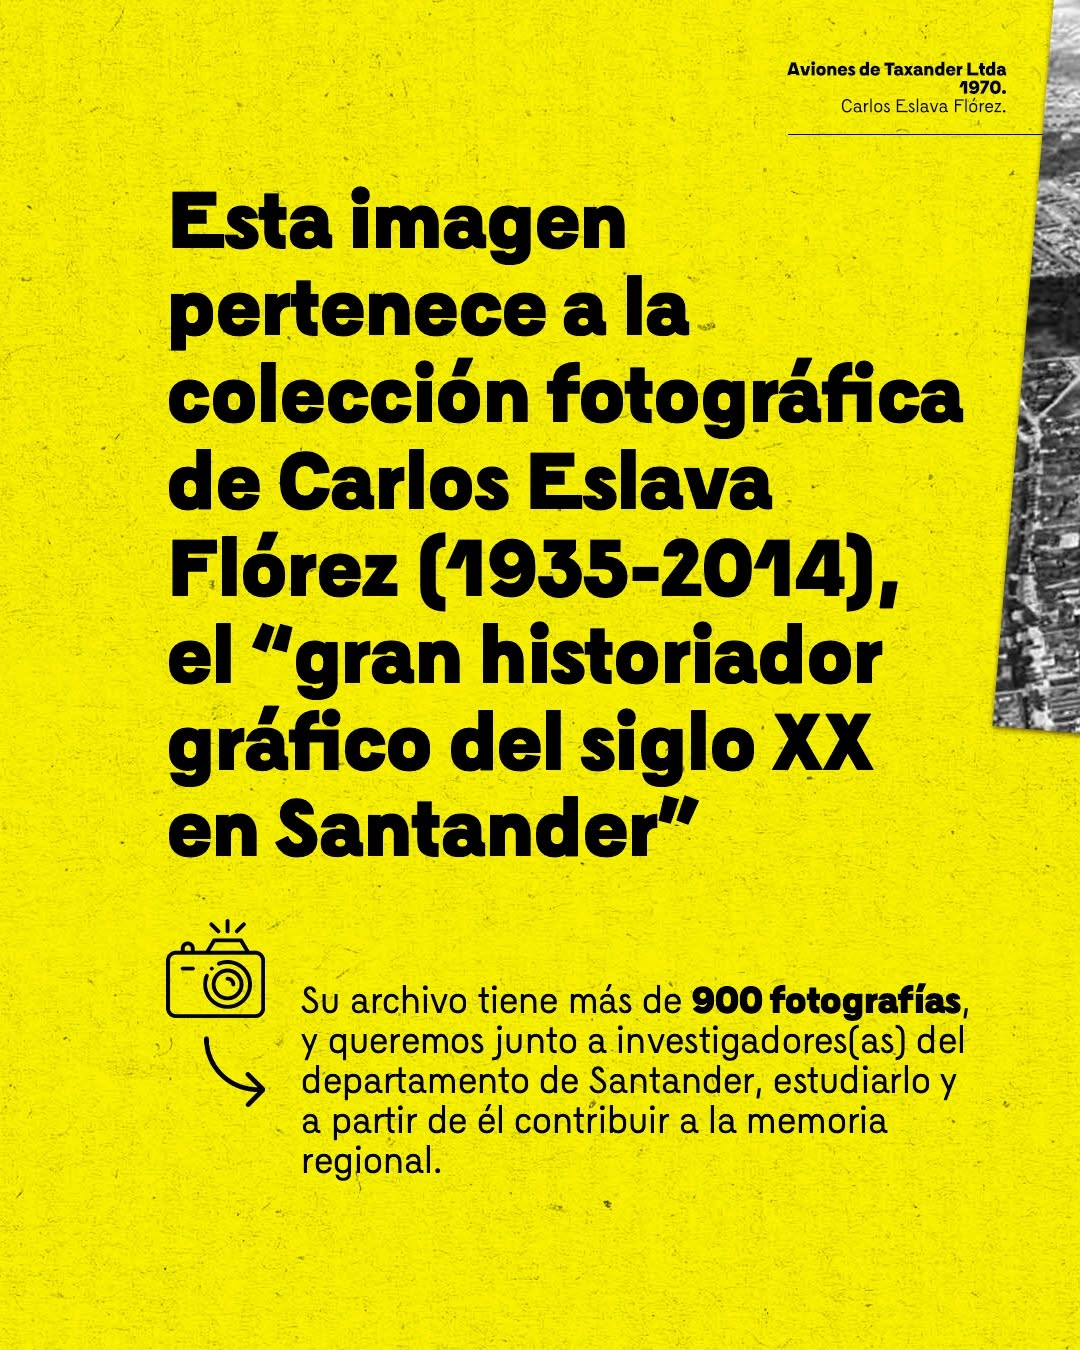 Aviones de Taxander Ltda
1970.
Carlos Eslava Flórez.
Esta imagen
pertenece a la
colección fotográfica
de Carlos Eslava
Flórez (1935-2014),
el “gran historiador
gráfico del siglo XX
en Santander”
Su archivo tiene más de 900 fotografías,
y queremos junto a investigadores(as) del
departamento de Santander, estudiarlo y
a partir de él contribuir a la memoria
regional.